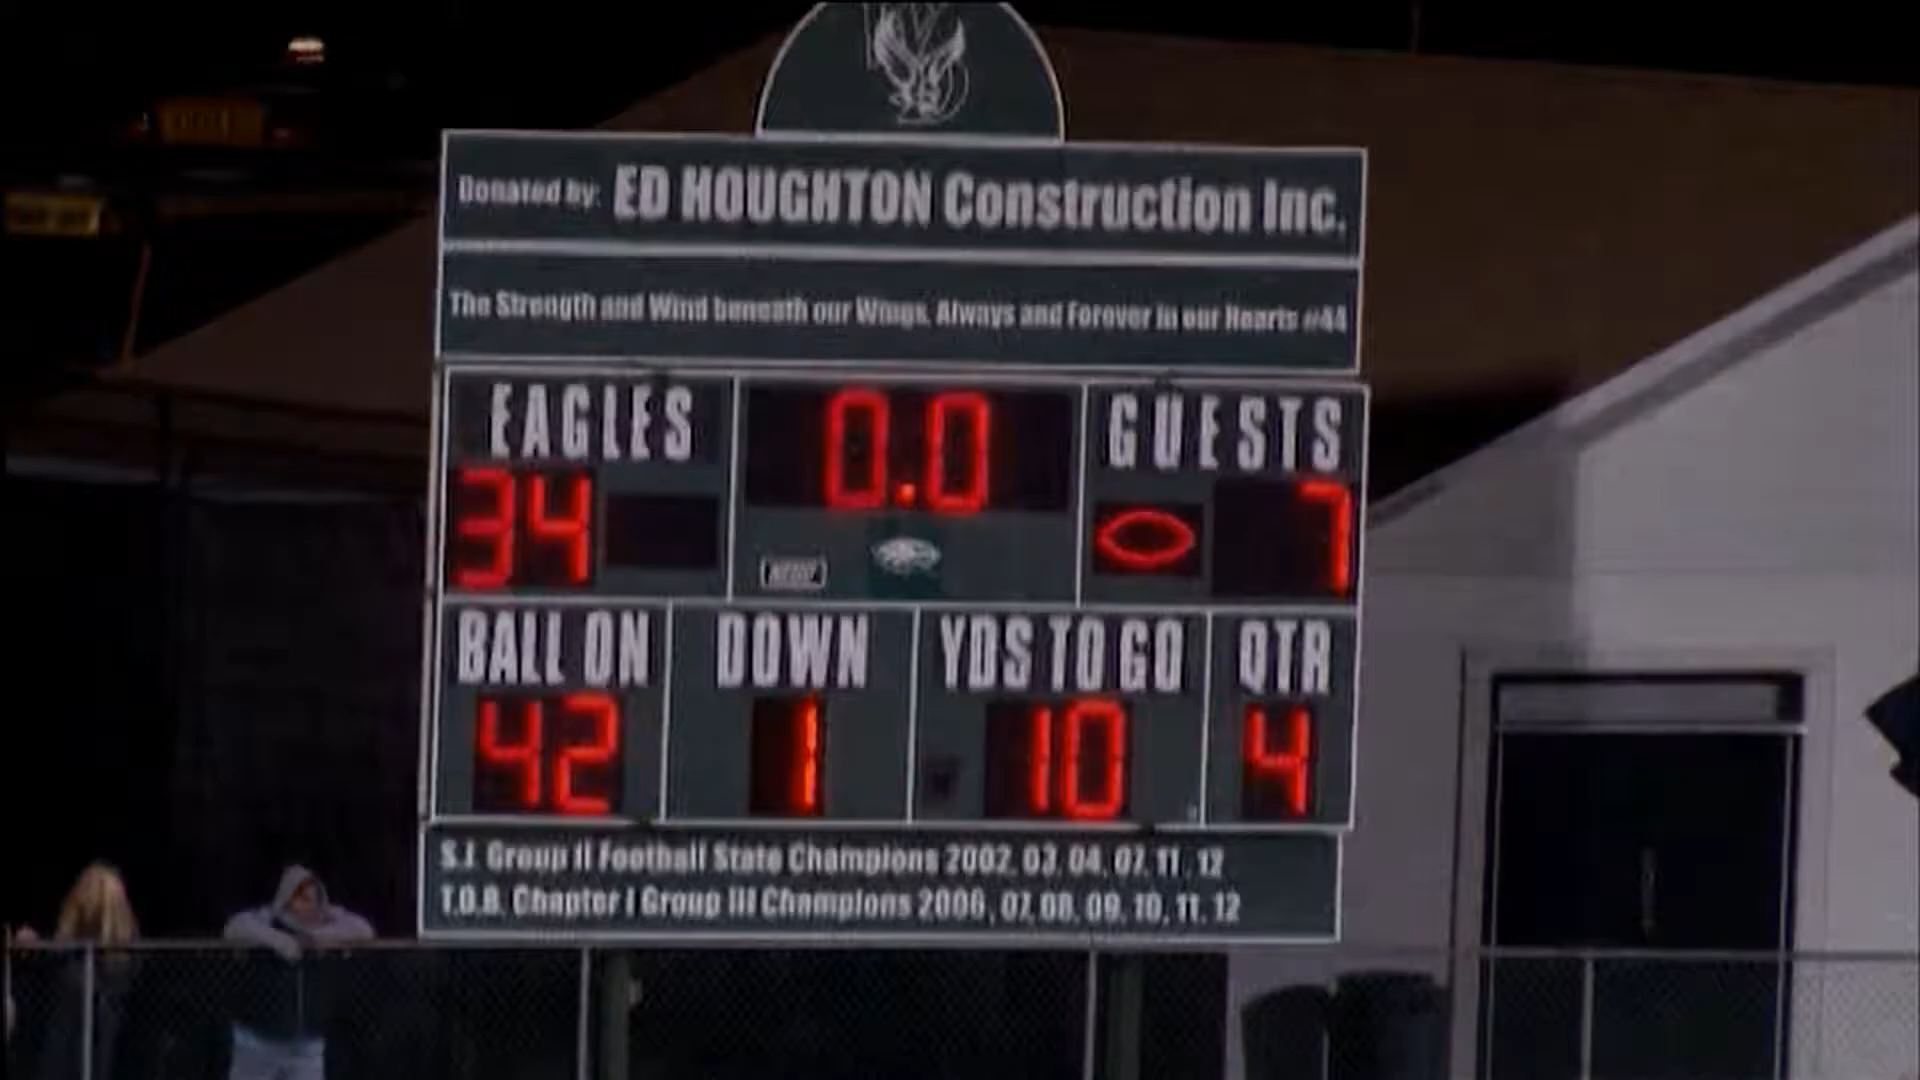 Donated by: ED HOUGHTON Construction Inc.
The Strength and Wind beneath our Wings, Always and Forever in our Hearts #44
EAGLES 0.0 GUESTS
34 7
BALL ON DOWN YDS TO GO QTR
42 1 10 4
S.J. Group II Football State Champions 2002, 03, 04, 07, 11, 12
T.O.B. Chapter I Group III Champions 2006, 07, 08, 09, 10, 11, 12